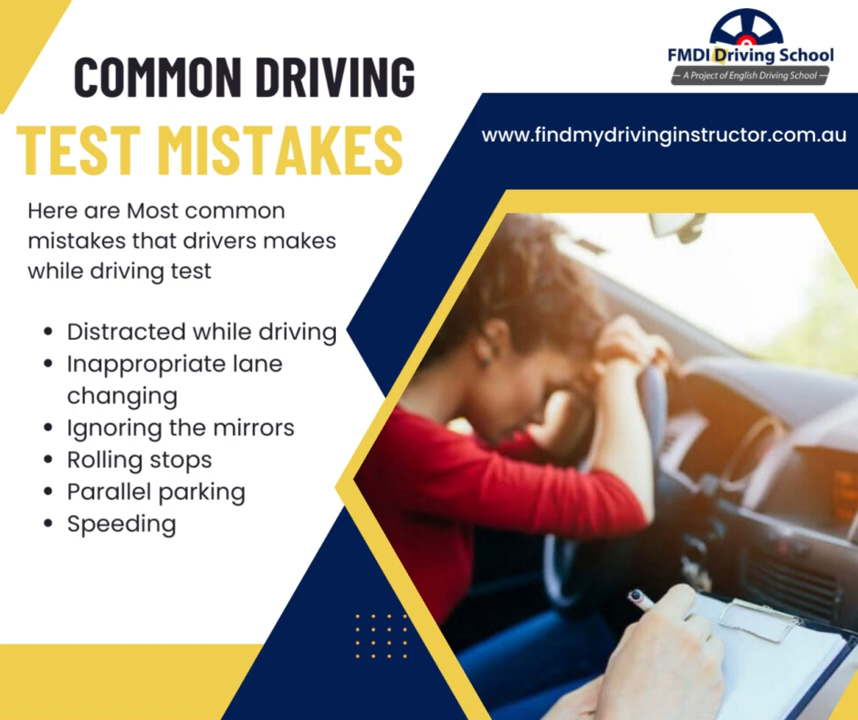 FMDI Driving School
A Project of English Driving School
COMMON DRIVING
TEST MISTAKES
www.findmydrivinginstructor.com.au
Here are Most common
mistakes that drivers makes
while driving test
• Distracted while driving
• Inappropriate lane
changing
• Ignoring the mirrors
• Rolling stops
• Parallel parking
• Speeding